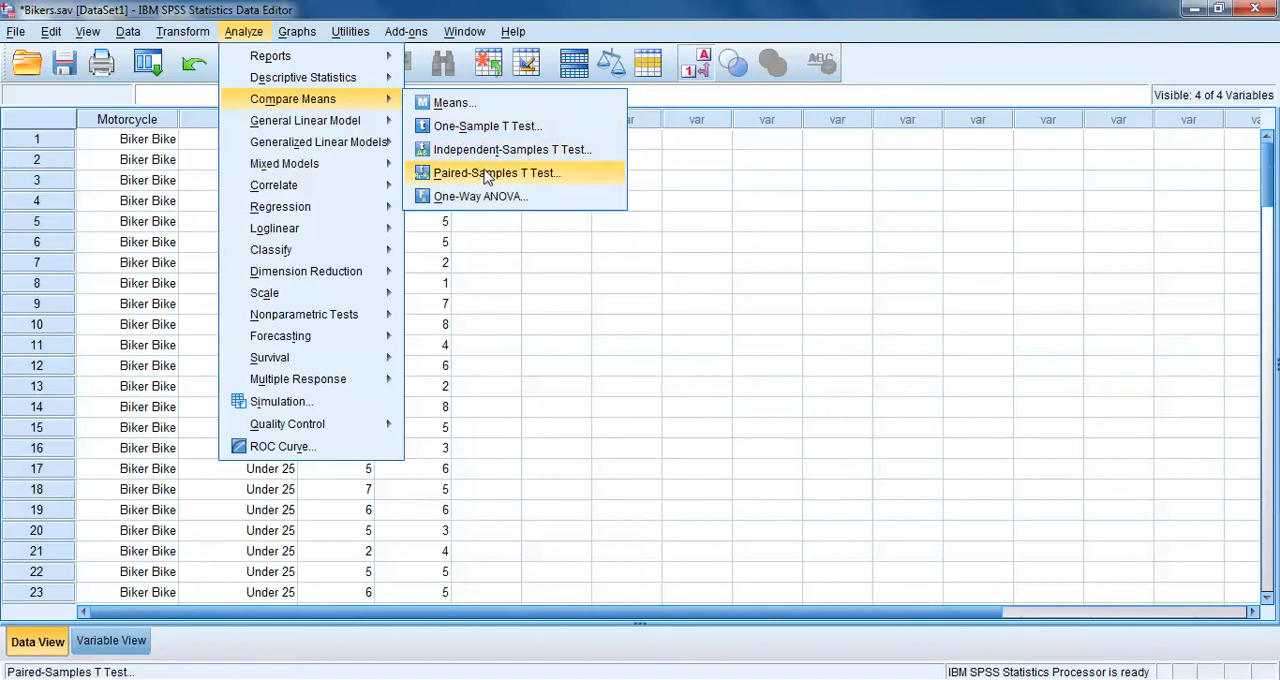 *Bikers.sav [DataSet1] - IBM SPSS Statistics Data Editor
File Edit View Data Transform Analyze Graphs Utilities Add-ons Window Help
A
1
ABC
Visible: 4 of 4 Variables
Reports
Descriptive Statistics
Compare Means
General Linear Model
Generalized Linear Models
Mixed Models
Correlate
Regression
Loglinear
Classify
Dimension Reduction
Scale
Nonparametric Tests
Forecasting
Survival
Multiple Response
Simulation...
Quality Control
ROC Curve...
Means...
One-Sample T Test...
Independent-Samples T Test...
Paired-Samples T Test...
One-Way ANOVA...
Motorcycle var var var var var var var var var
1 Biker Bike
2 Biker Bike
3 Biker Bike
4 Biker Bike
5 Biker Bike 5
6 Biker Bike 5
7 Biker Bike 2
8 Biker Bike 1
9 Biker Bike 7
10 Biker Bike 8
11 Biker Bike 4
12 Biker Bike 6
13 Biker Bike 2
14 Biker Bike 8
15 Biker Bike 5
16 Biker Bike 3
17 Biker Bike Under 25 5 6
18 Biker Bike Under 25 7 5
19 Biker Bike Under 25 6 6
20 Biker Bike Under 25 5 3
21 Biker Bike Under 25 2 4
22 Biker Bike Under 25 5 5
23 Biker Bike Under 25 6 5
Data View Variable View
Paired-Samples T Test... IBM SPSS Statistics Processor is ready